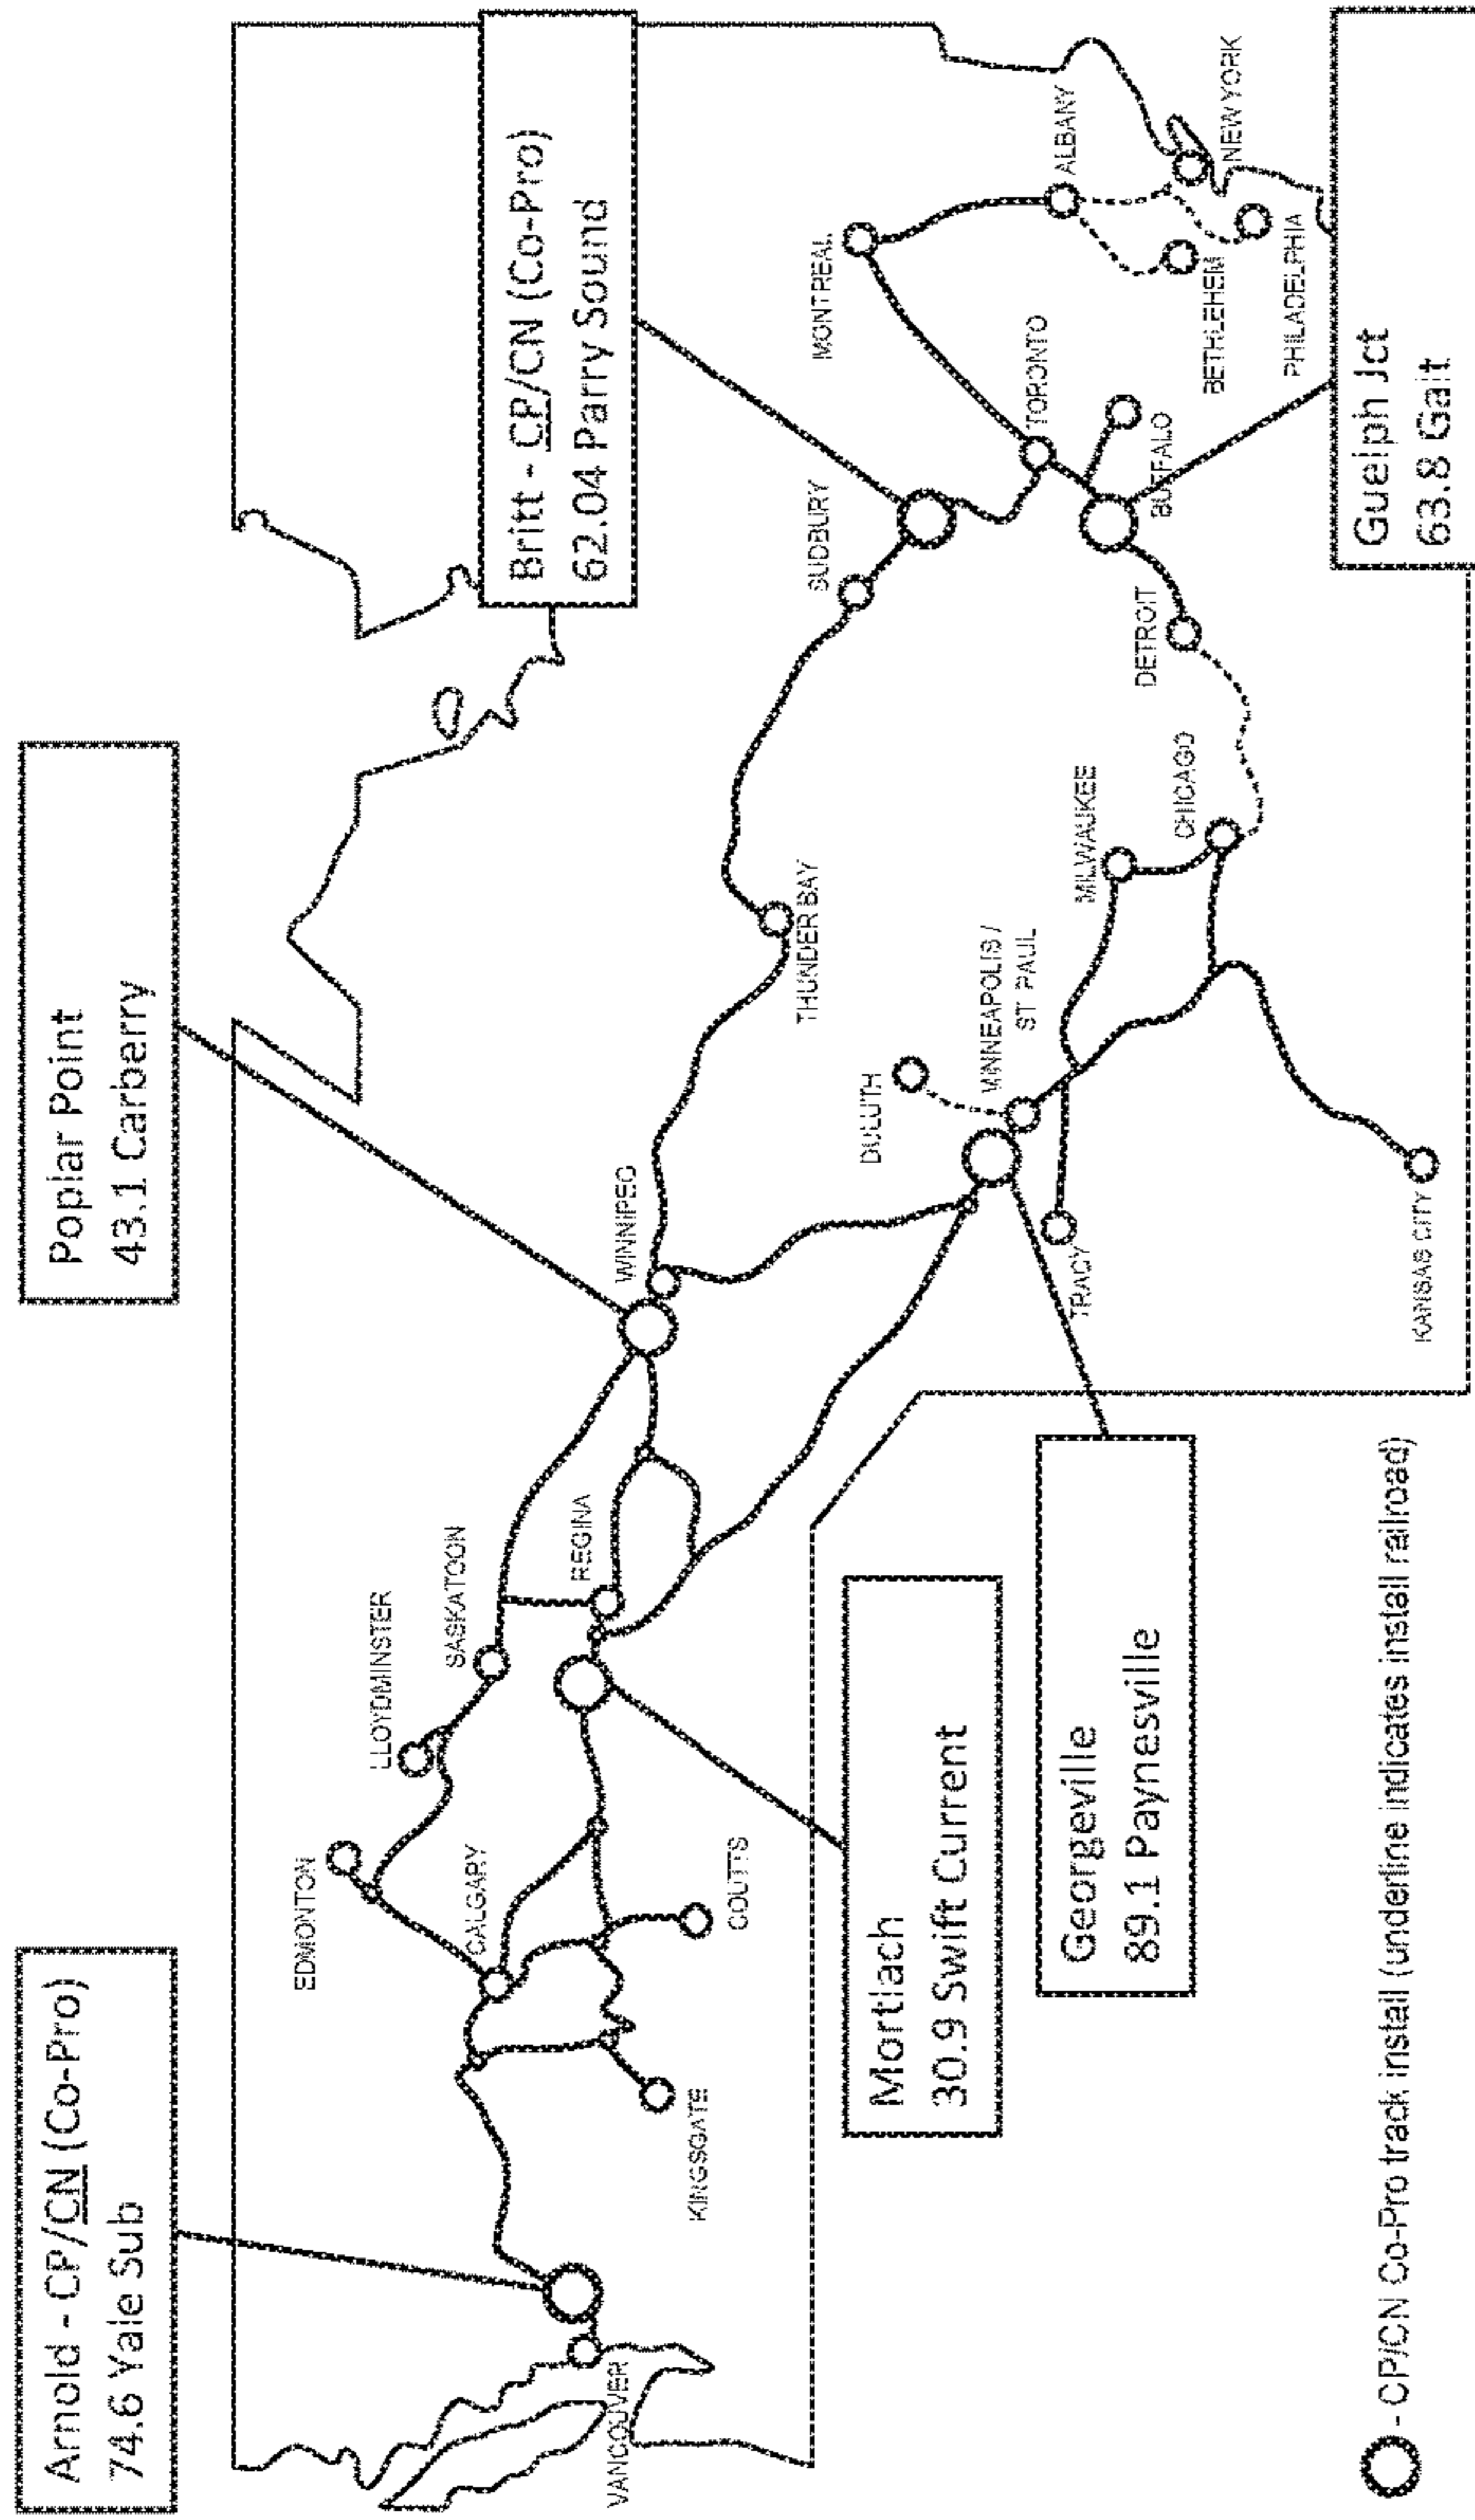 Arnold - CP/CN (Co-Pro)
74.6 Yale Sub
Poplar Point
43.1 Carberry
Britt - CP/CN (Co-Pro)
62.04 Parry Sound
EDMONTON
LLOYDMINSTER
SASKATOON
CALGARY
REGINA
WINNIPEG
THUNDER BAY
SUDBURY
MONTREAL
ALBANY
TORONTO
NEW YORK
VANCOUVER
KINGSGATE
COUTTS
DULUTH
MINNEAPOLIS /
ST PAUL
MILWAUKEE
CHICAGO
DETROIT
BUFFALO
BETHLEHEM
PHILADELPHIA
TRACY
KANSAS CITY
Mortlach
30.9 Swift Current
Georgeville
89.1 Paynesville
Guelph Jct
63.8 Galt
- CP/CN Co-Pro track install (underline indicates install railroad)